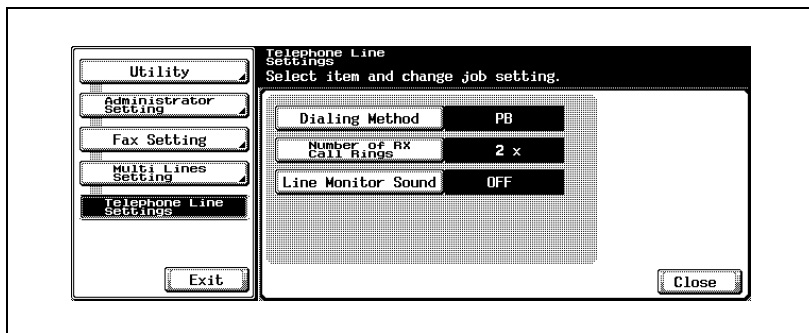 Utility
Administrator
Setting
Fax Setting
Multi Lines
Setting
Telephone Line
Settings
Exit
Telephone Line
Settings
Select item and change job setting.
Dialing Method PB
Number of RX
Call Rings 2 x
Line Monitor Sound OFF
Close